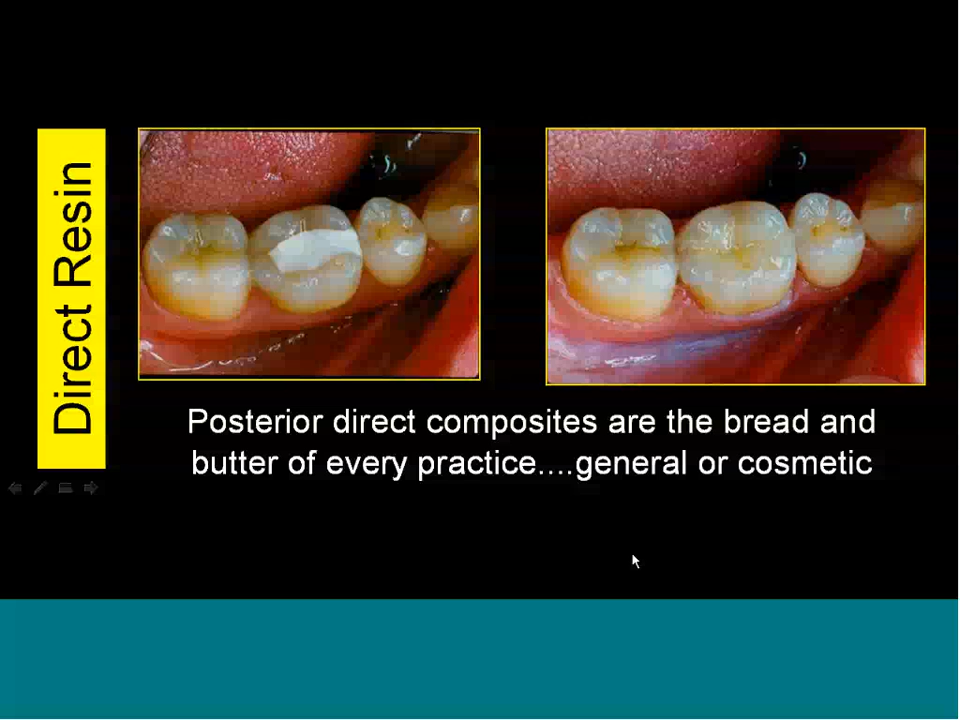 Direct Resin
Posterior direct composites are the bread and
butter of every practice....general or cosmetic